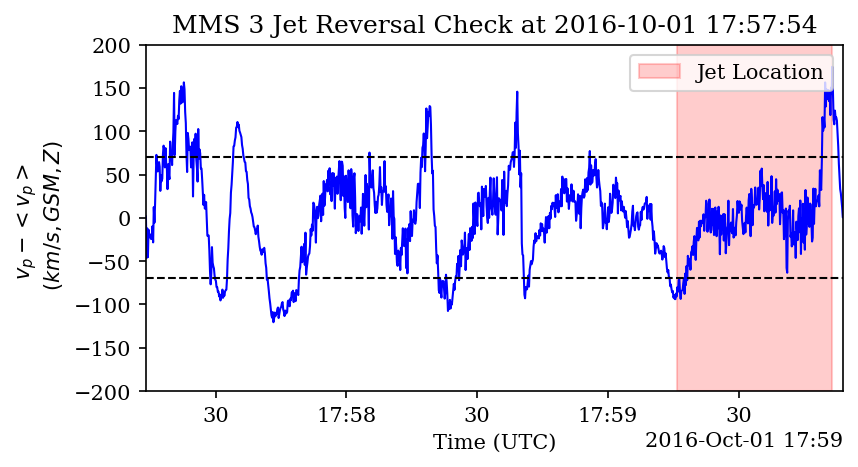 MMS 3 Jet Reversal Check at 2016-10-01 17:57:54
Jet Location
v_p − < v_p >
(km/s, GSM, Z)
200
150
100
50
0
−50
−100
−150
−200
30
17:58
30
17:59
30
Time (UTC)
2016-Oct-01 17:59